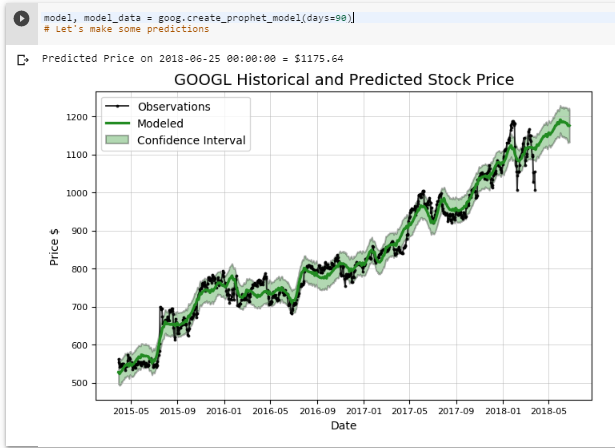 model, model_data = goog.create_prophet_model(days=90)
# Let's make some predictions
Predicted Price on 2018-06-25 00:00:00 = $1175.64
GOOGL Historical and Predicted Stock Price
Observations
Modeled
Confidence Interval
1200
1100
1000
900
800
700
600
500
Price $
2015-05 2015-09 2016-01 2016-05 2016-09 2017-01 2017-05 2017-09 2018-01 2018-05
Date